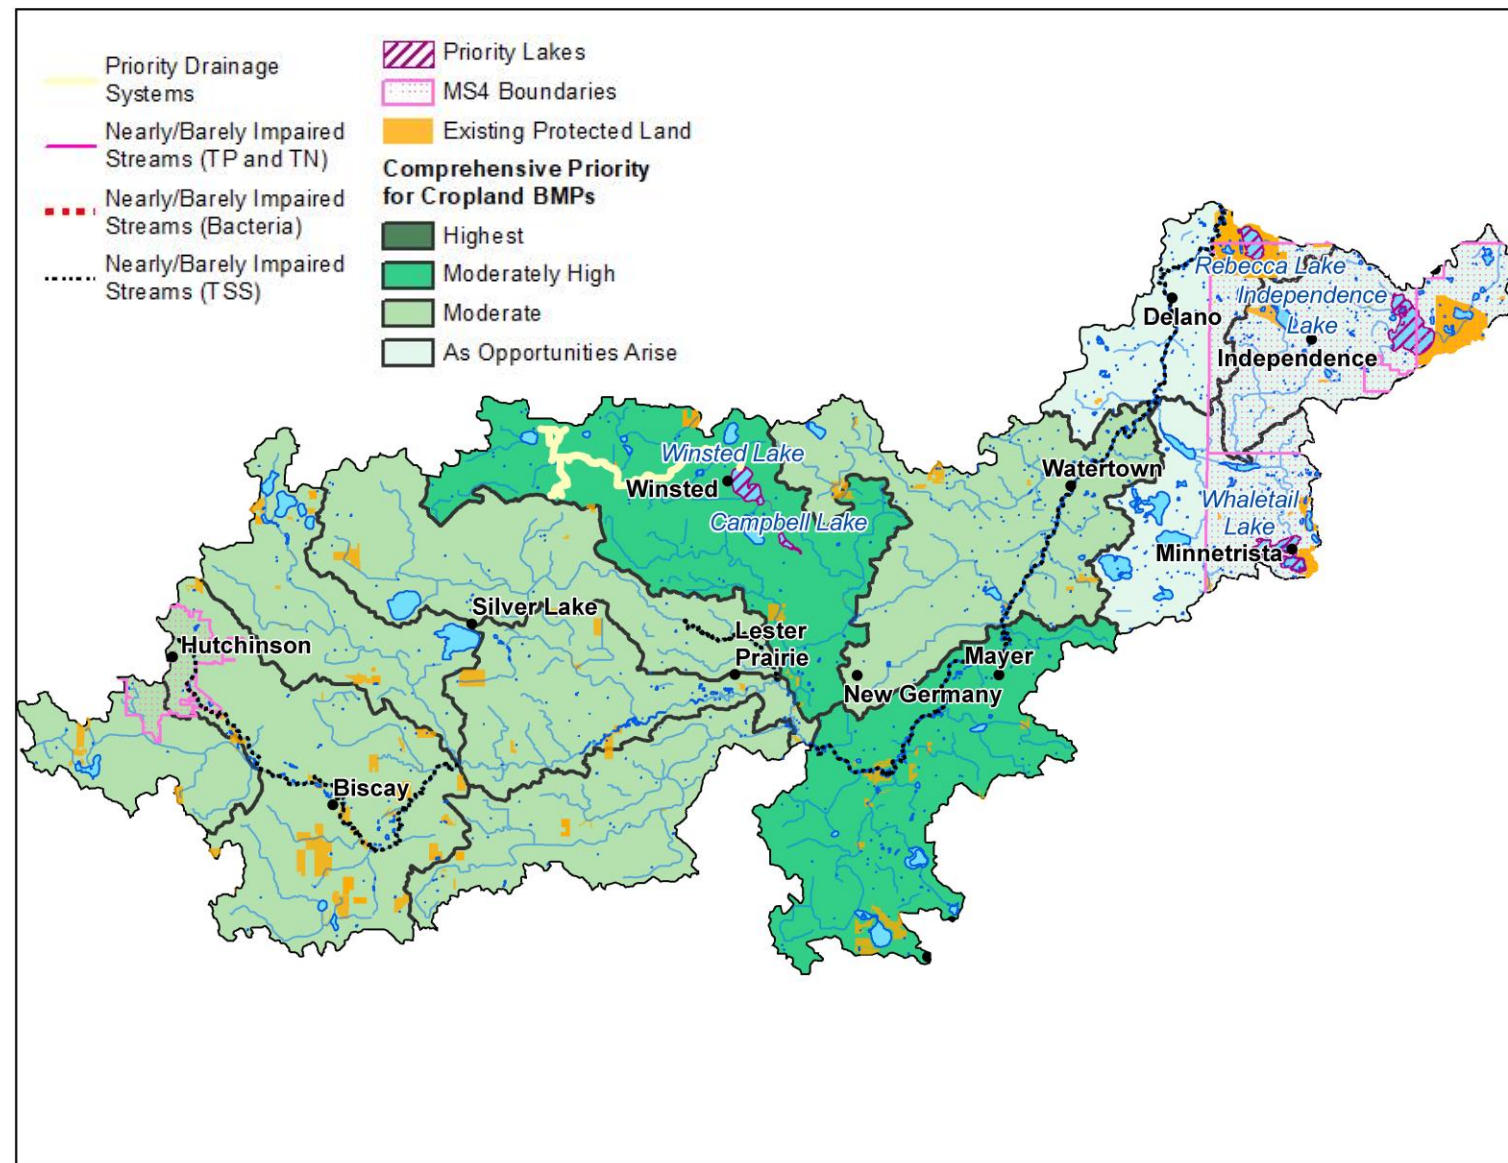 Priority Drainage
Systems
Nearly/Barely Impaired
Streams (TP and TN)
Nearly/Barely Impaired
Streams (Bacteria)
Nearly/Barely Impaired
Streams (TSS)
Priority Lakes
MS4 Boundaries
Existing Protected Land
Comprehensive Priority
for Cropland BMPs
Highest
Moderately High
Moderate
As Opportunities Arise
Rebecca Lake
Independence
Lake
Delano
Independence
Winsted Lake
Winsted
Campbell Lake
Watertown
Whaletail
Lake
Minnetrista
Silver Lake
Hutchinson
Lester
Prairie
Mayer
New Germany
Biscay